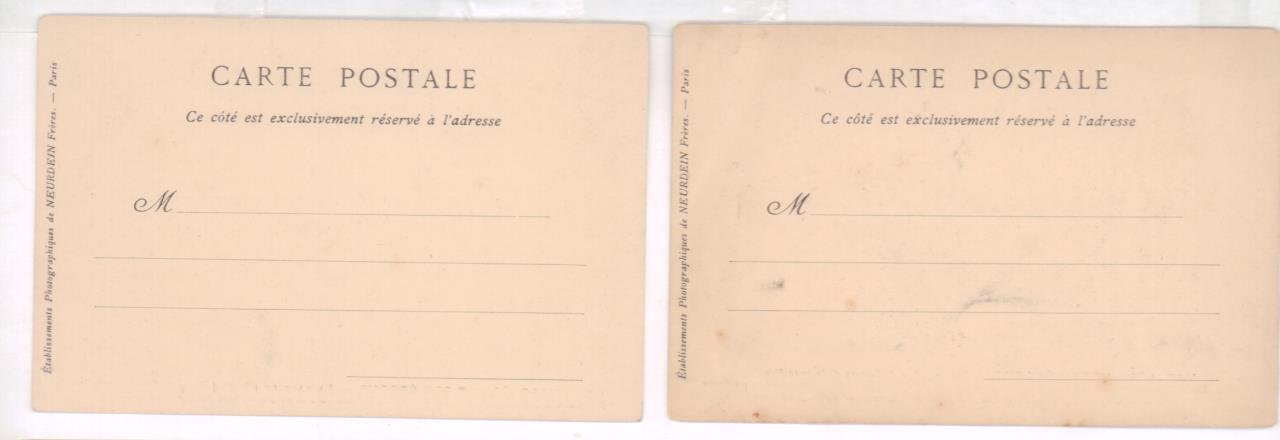 CARTE POSTALE
Ce côté est exclusivement réservé à l'adresse
M
Établissements Photographiques de NEURDEIN Frères. — Paris
CARTE POSTALE
Ce côté est exclusivement réservé à l'adresse
M
Établissements Photographiques de NEURDEIN Frères. — Paris